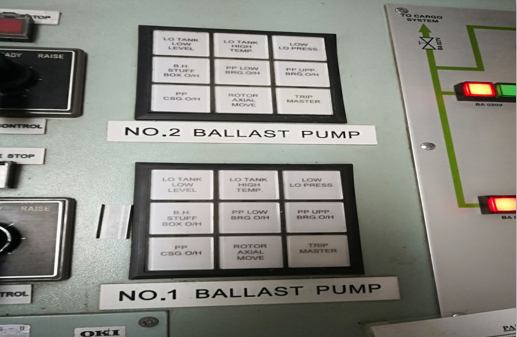 STOP
TO CARGO
SYSTEM
READY RAISE
LO TANK
LOW
LEVEL
LO TANK
HIGH
TEMP.
LOW
LO PRESS
B.H.
STUFF
BOX O/H
PP LOW
BRG.O/H
PP UPP.
BRG.O/H
PP
CSG.O/H
ROTOR
AXIAL
MOVE
TRIP
MASTER
CONTROL
NO.2 BALLAST PUMP
BA 029V
E STOP
RAISE
LO TANK
LOW
LEVEL
LO TANK
HIGH
TEMP.
LOW
LO PRESS
B.H.
STUFF
BOX O/H
PP LOW
BRG.O/H
PP UPP.
BRG.O/H
PP
CSG.O/H
ROTOR
AXIAL
MOVE
TRIP
MASTER
TROL
NO.1 BALLAST PUMP
OKI